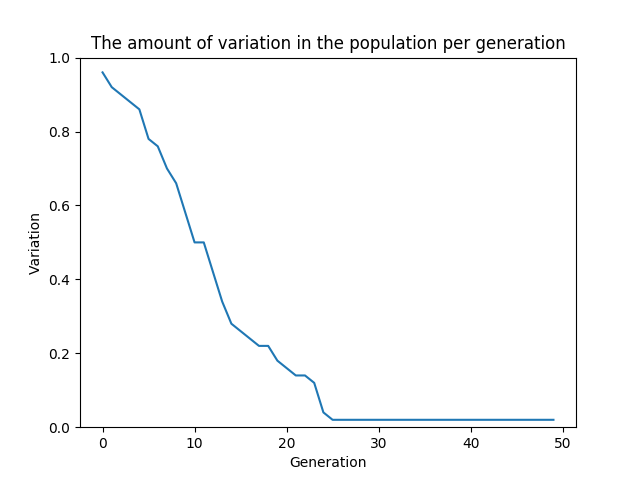 The amount of variation in the population per generation
1.0
0.8
0.6
0.4
0.2
0.0
Variation
0 10 20 30 40 50
Generation